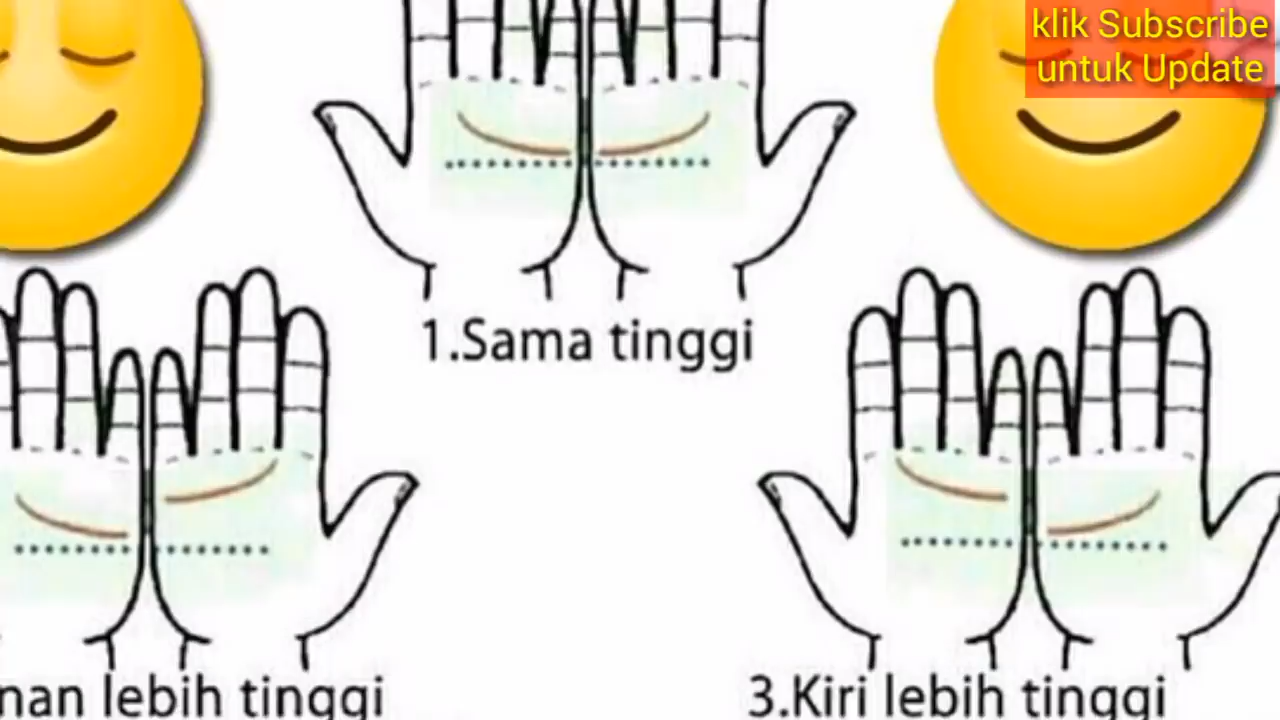 klik Subscribe
untuk Update
1.Sama tinggi
lebih tinggi
3.Kiri lebih tinggi